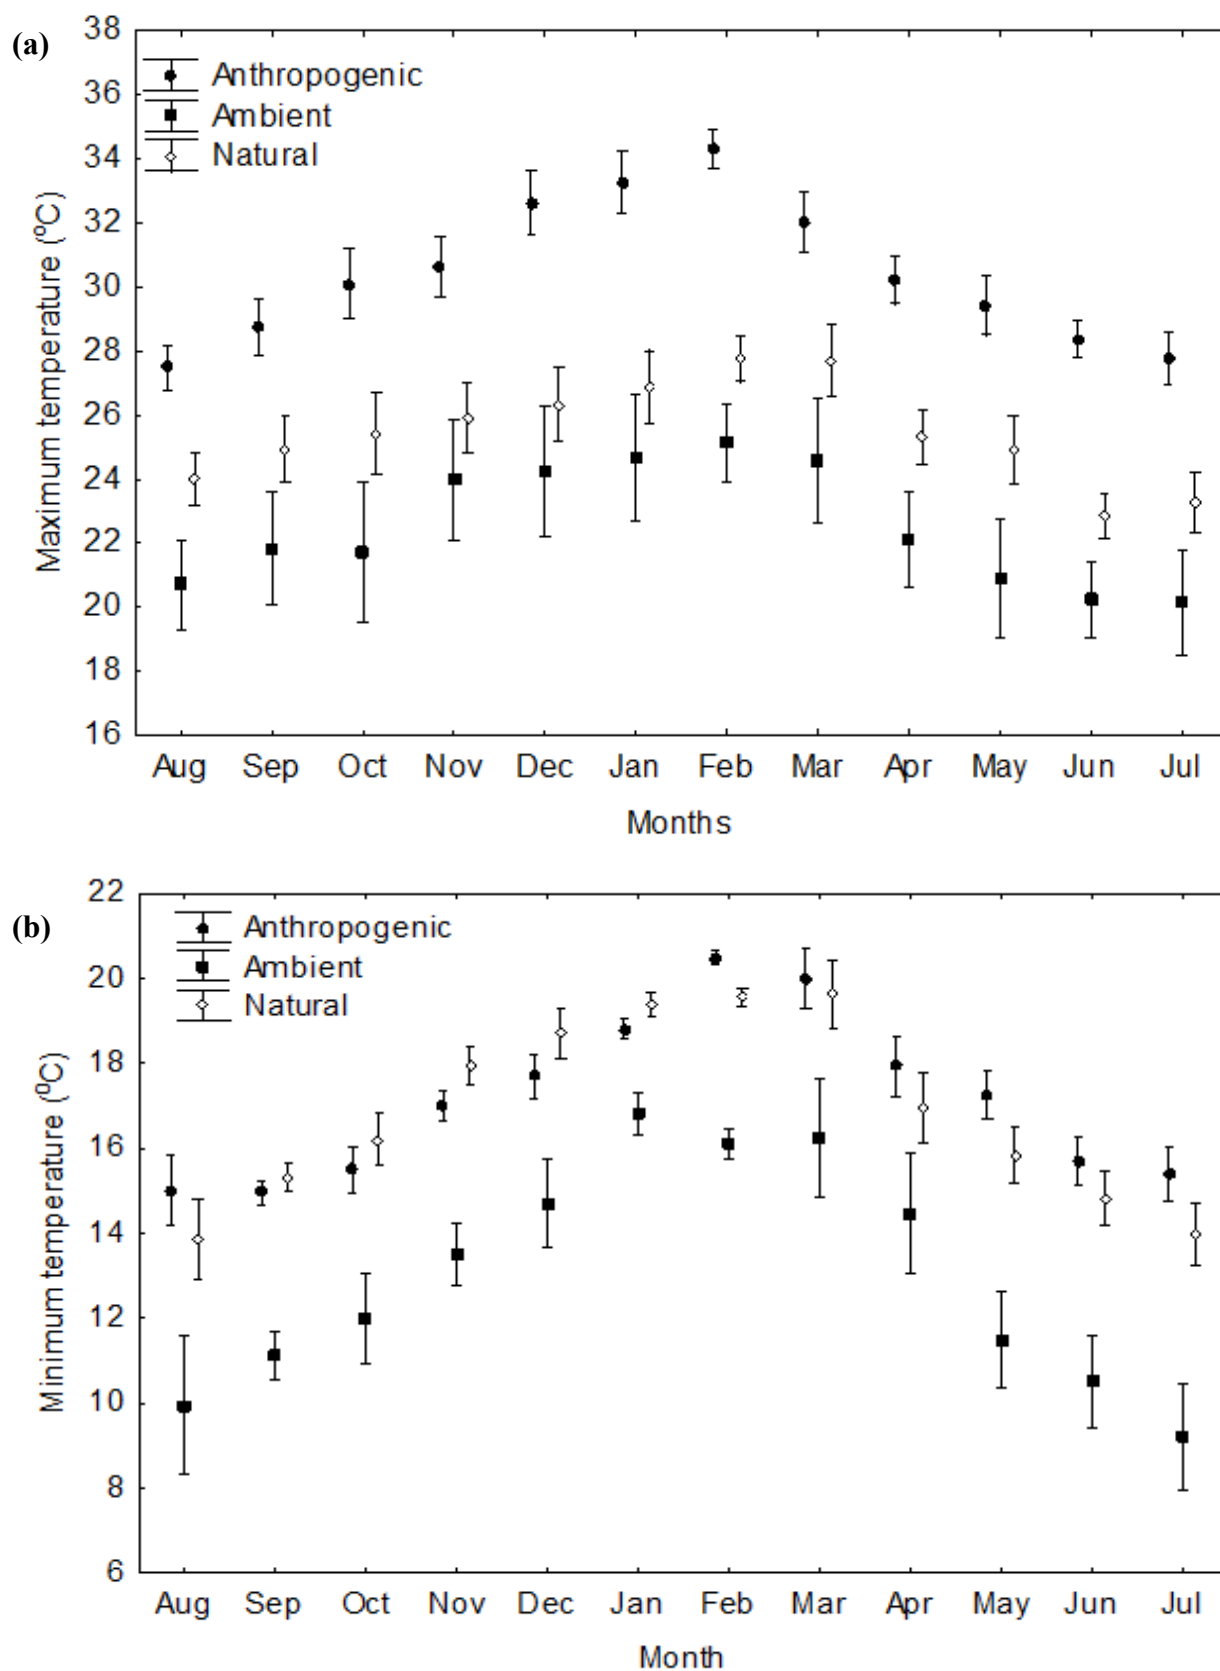 (a)
38
36
34
32
30
28
26
24
22
20
18
16
Maximum temperature (⁰C)
Anthropogenic
Ambient
Natural
Aug Sep Oct Nov Dec Jan Feb Mar Apr May Jun Jul
Months
(b)
22
20
18
16
14
12
10
8
6
Minimum temperature (⁰C)
Anthropogenic
Ambient
Natural
Aug Sep Oct Nov Dec Jan Feb Mar Apr May Jun Jul
Month